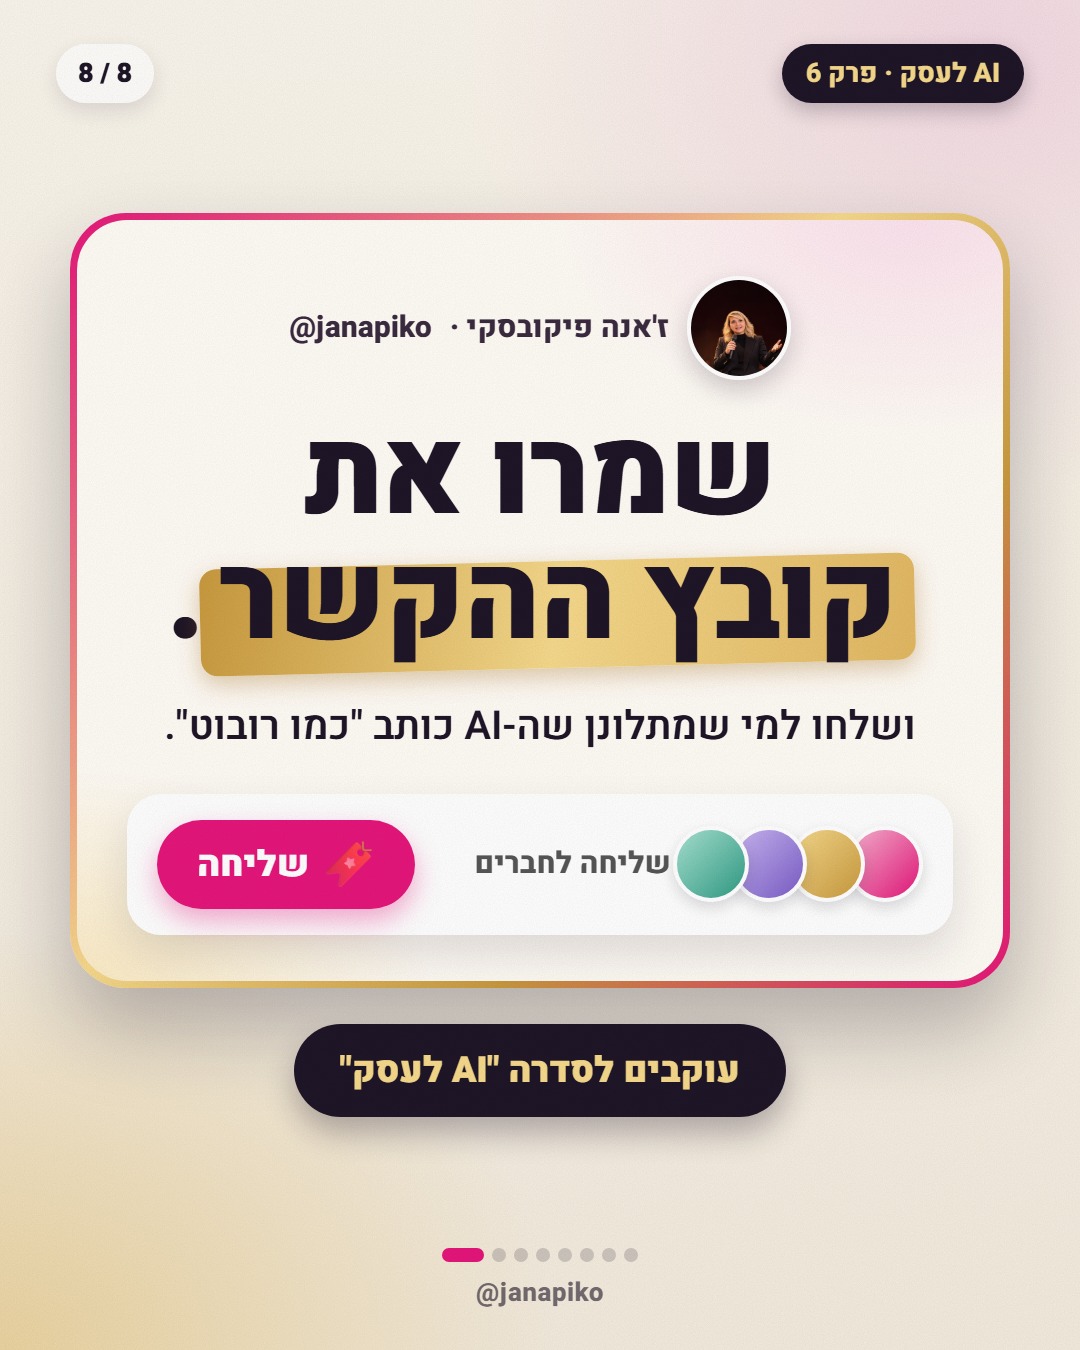 AI לעסק · פרק 6
8 / 8
ז'אנה פיקובסקי · @janapiko
שמרו את
קובץ ההקשר.
ושלחו למי שמתלונן שה-AI כותב "כמו רובוט".
שליחה לחברים
שליחה
עוקבים לסדרה "AI לעסק"
@janapiko